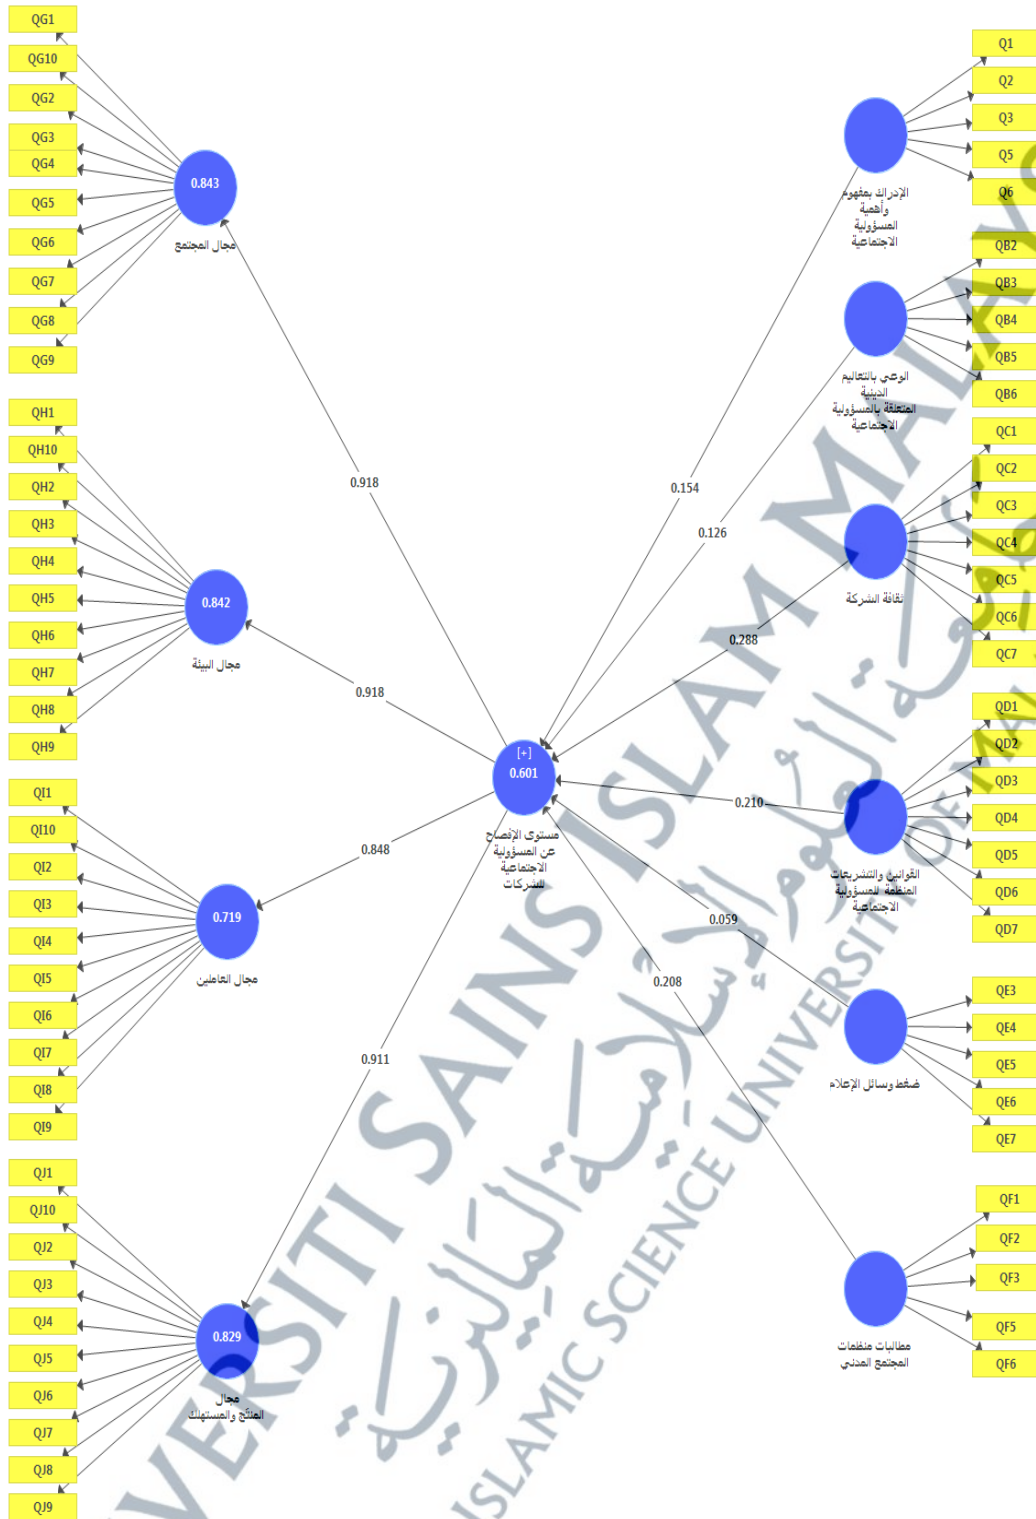 QG1
QG10
QG2
QG3
QG4
QG5
QG6
QG7
QG8
QG9
0.843
مجال المجتمع
QH1
QH10
QH2
QH3
QH4
QH5
QH6
QH7
QH8
QH9
0.842
مجال البيئة
QI1
QI10
QI2
QI3
QI4
QI5
QI6
QI7
QI8
QI9
0.719
مجال العاملين
QJ1
QJ10
QJ2
QJ3
QJ4
QJ5
QJ6
QJ7
QJ8
QJ9
0.829
مجال
المنتَج والمستهلك
0.918
0.918
0.848
0.911
[+]
0.601
مستوى الإفصاح
عن المسؤولية
الاجتماعية
للشركات
0.154
0.126
0.288
0.210
0.059
0.208
الإدراك بمفهوم
وأهمية
المسؤولية
الاجتماعية
Q1
Q2
Q3
Q5
Q6
الوعي بالتعاليم
الدينية
المتعلقة بالمسؤولية
الاجتماعية
QB2
QB3
QB4
QB5
QB6
ثقافة الشركة
QC1
QC2
QC3
QC4
QC5
QC6
QC7
القوانين والتشريعات
المنظمة للمسؤولية
الاجتماعية
QD1
QD2
QD3
QD4
QD5
QD6
QD7
ضغط وسائل الإعلام
QE3
QE4
QE5
QE6
QE7
مطالبات منظمات
المجتمع المدني
QF1
QF2
QF3
QF5
QF6
VERSITI SAINS ISLAM MALAYS
ISLAMIC SCIENCE UNIVERSITI OF MAL